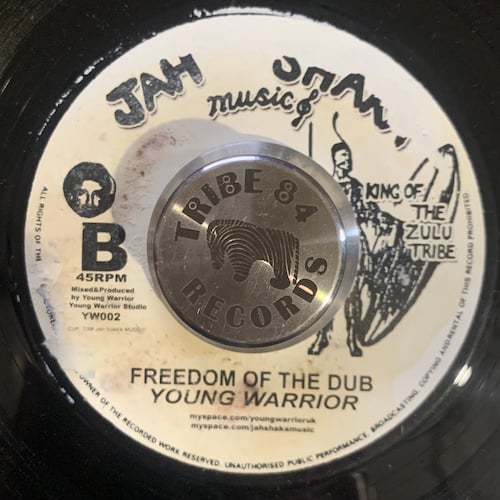 JAH
music
TRIBE 84
RECORDS
KING OF
THE
ZULU
TRIBE
B
45RPM
Mixed&Produced
by Young Warrior
Young Warrior Studio
YW002
FREEDOM OF THE DUB
YOUNG WARRIOR
myspace.com/youngwarrioruk
myspace.com/jahshakamusic
ALL RIGHTS OF THE
OWNER OF THE RECORDED WORK RESERVED. UNAUTHORISED PUBLIC PERFORMANCE, BROADCASTING, COPYING AND RENTAL OF THIS RECORD PROHIBITED